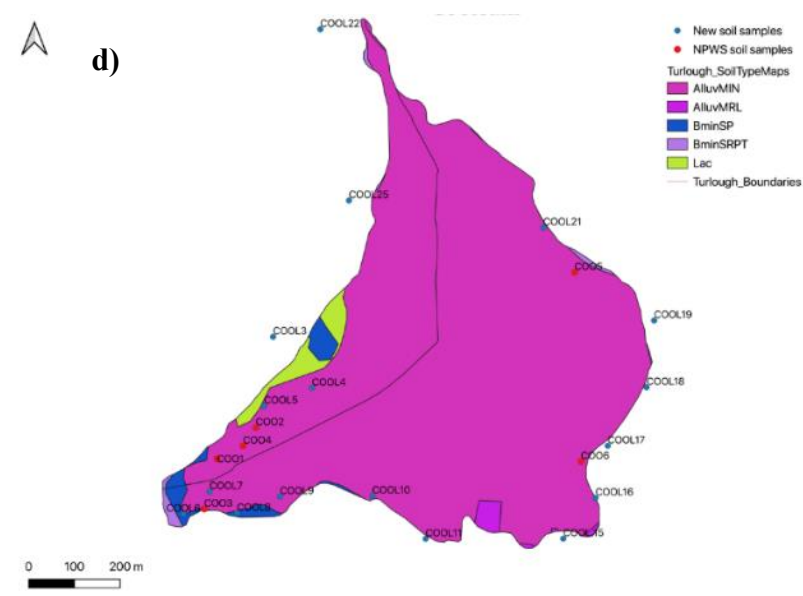 d)
COOL22
New soil samples
NPWS soil samples
Turlough_SoilTypeMaps
AlluvMIN
AlluvMRL
BminSP
BminSRPT
Lac
Turlough_Boundaries
COOL25
COOL21
COO5
COOL19
COOL3
COOL4
COOL18
COOL5
COO2
COO4
COOL17
COO1
COO6
COOL7
COOL9
COOL10
COOL16
COOL6
COO3
COOL8
COOL11
COOL15
0 100 200 m